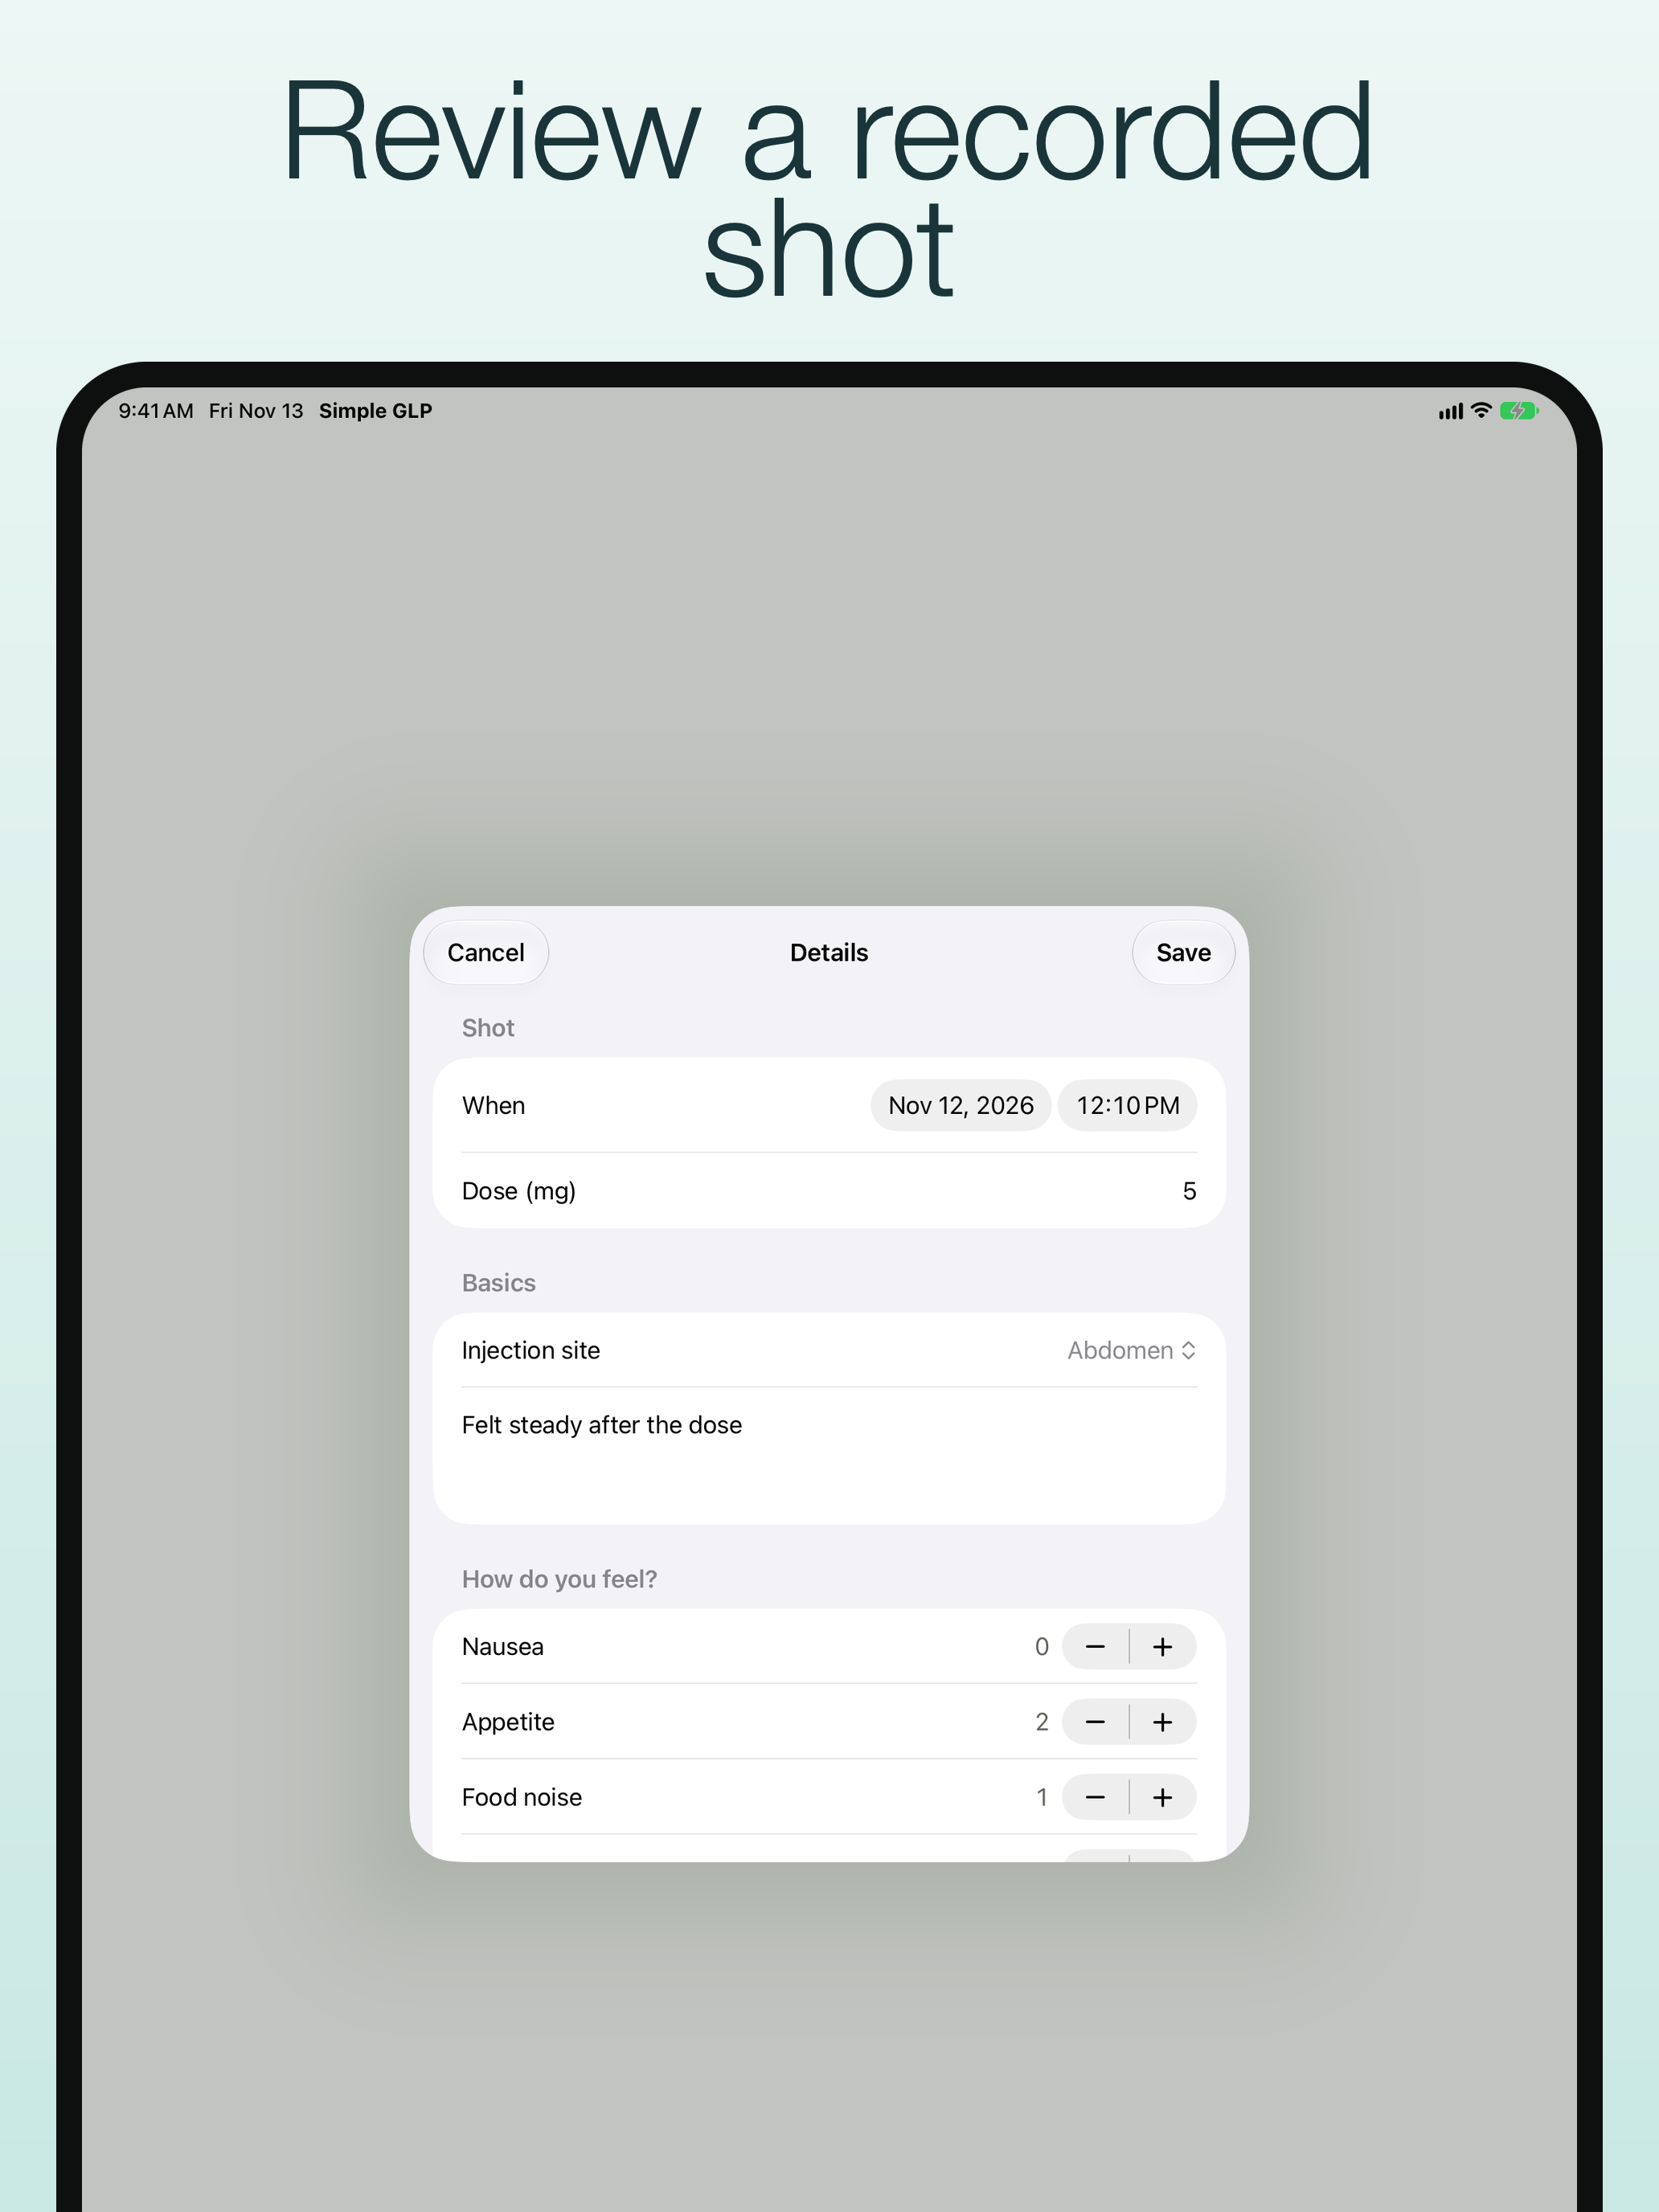 Review a recorded
shot
9:41 AM Fri Nov 13 Simple GLP
Cancel Details Save
Shot
When Nov 12, 2026 12:10 PM
Dose (mg) 5
Basics
Injection site Abdomen
Felt steady after the dose
How do you feel?
Nausea 0 − +
Appetite 2 − +
Food noise 1 − +